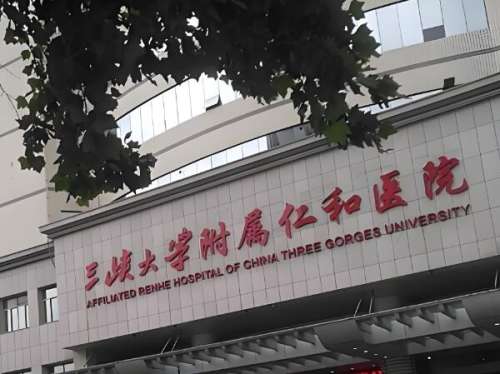 三峡大学附属仁和医院
AFFILIATED RENHE HOSPITAL OF CHINA THREE GORGES UNIVERSITY